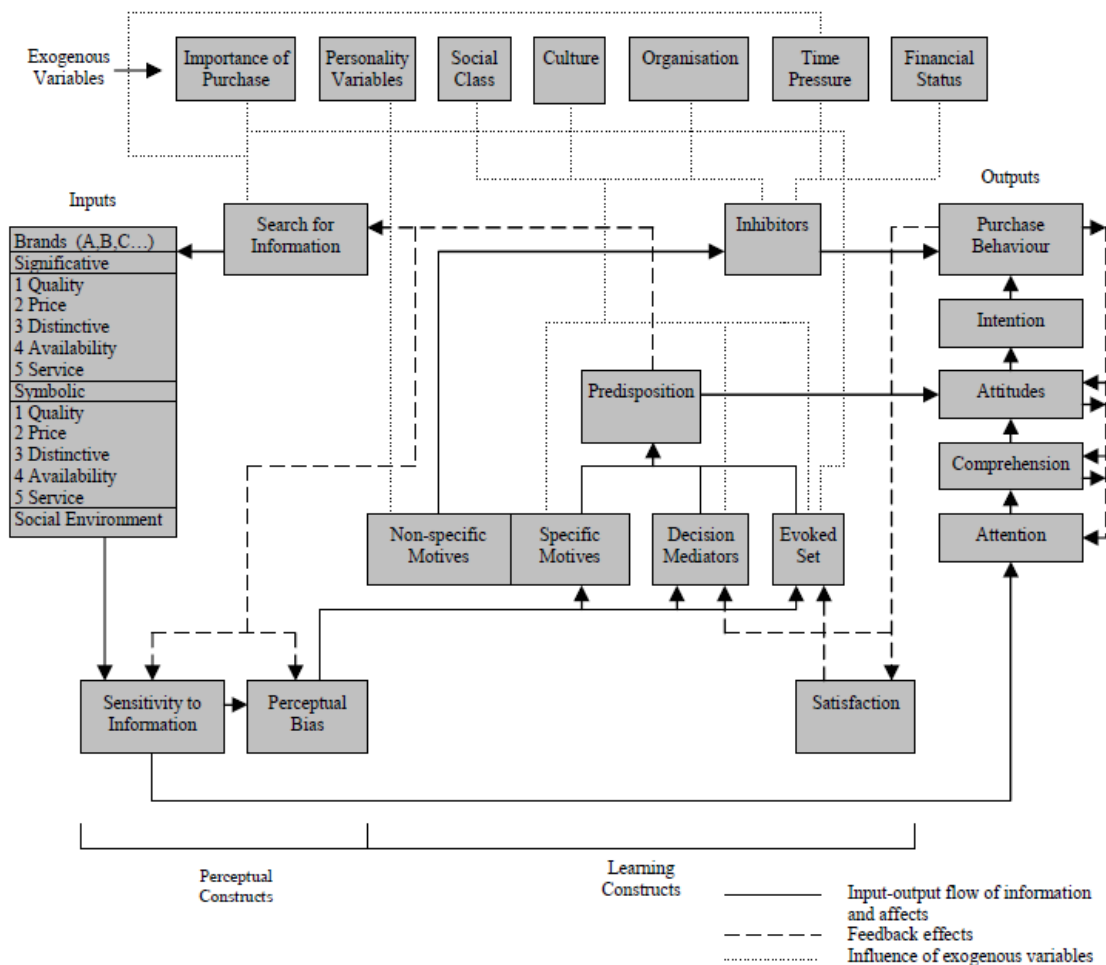 Exogenous
Variables
Importance of
Purchase
Personality
Variables
Social
Class
Culture
Organisation
Time
Pressure
Financial
Status
Inputs
Outputs
Brands (A,B,C…)
Significative
1 Quality
2 Price
3 Distinctive
4 Availability
5 Service
Symbolic
1 Quality
2 Price
3 Distinctive
4 Availability
5 Service
Social Environment
Search for
Information
Inhibitors
Purchase
Behaviour
Intention
Predisposition
Attitudes
Comprehension
Non-specific
Motives
Specific
Motives
Decision
Mediators
Evoked
Set
Attention
Sensitivity to
Information
Perceptual
Bias
Satisfaction
Perceptual
Constructs
Learning
Constructs
Input-output flow of information
and affects
Feedback effects
Influence of exogenous variables